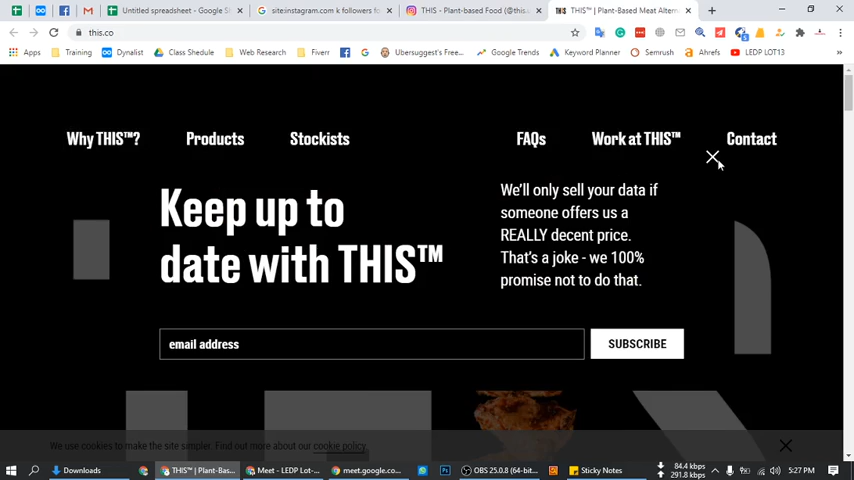 Untitled spreadsheet - Google S
site:instagram.com k followers fo
THIS - Plant-based Food (@this.
THIS™ | Plant-Based Meat Altern
this.co
Apps
Training
Dynalist
Class Shedule
Web Research
Fiverr
Ubersuggest's Free...
Google Trends
Keyword Planner
Semrush
Ahrefs
LEDP LOT13
Why THIS™?
Products
Stockists
FAQs
Work at THIS™
Contact
Keep up to
date with THIS™
We'll only sell your data if
someone offers us a
REALLY decent price.
That's a joke - we 100%
promise not to do that.
email address
SUBSCRIBE
We use cookies to make the site simpler. Find out more about our cookie policy.
Downloads
THIS™ | Plant-Bas...
Meet - LEDP Lot-...
meet.google.co...
OBS 25.0.8 (64-bit...
Sticky Notes
84.4 kbps
291.8 kbps
5:27 PM